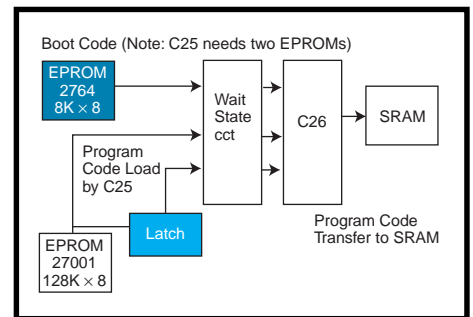 Boot Code (Note: C25 needs two EPROMs)
EPROM
2764
8K × 8
Wait
State
cct
C26
SRAM
Program
Code Load
by C25
Latch
EPROM
27001
128K × 8
Program Code
Transfer to SRAM